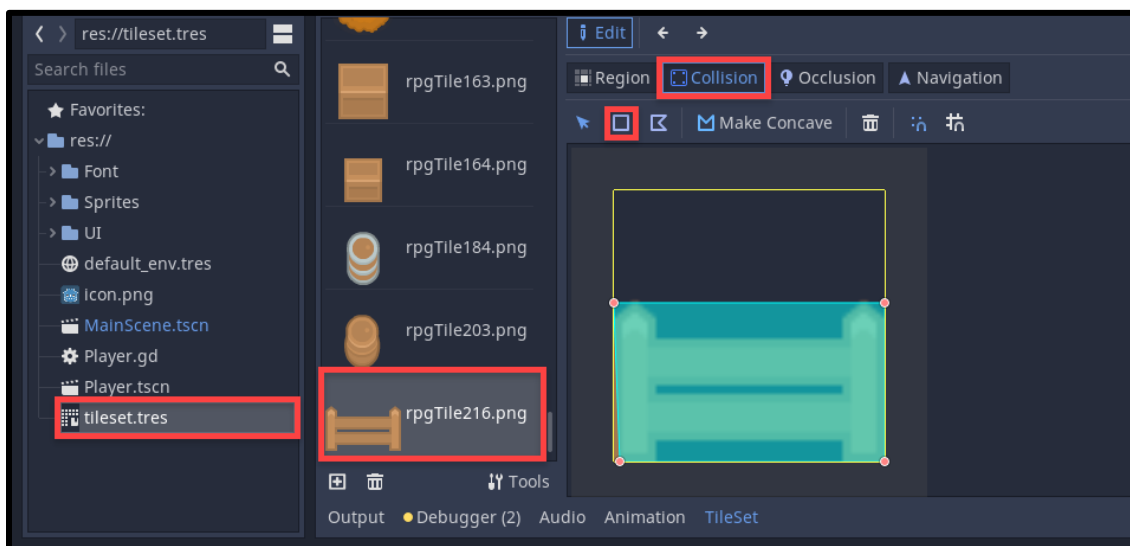 res://tileset.tres
Search files
Favorites:
res://
Font
Sprites
UI
default_env.tres
icon.png
MainScene.tscn
Player.gd
Player.tscn
tileset.tres
rpgTile163.png
rpgTile164.png
rpgTile184.png
rpgTile203.png
rpgTile216.png
Tools
Edit
Region Collision Occlusion Navigation
Make Concave
Output Debugger (2) Audio Animation TileSet